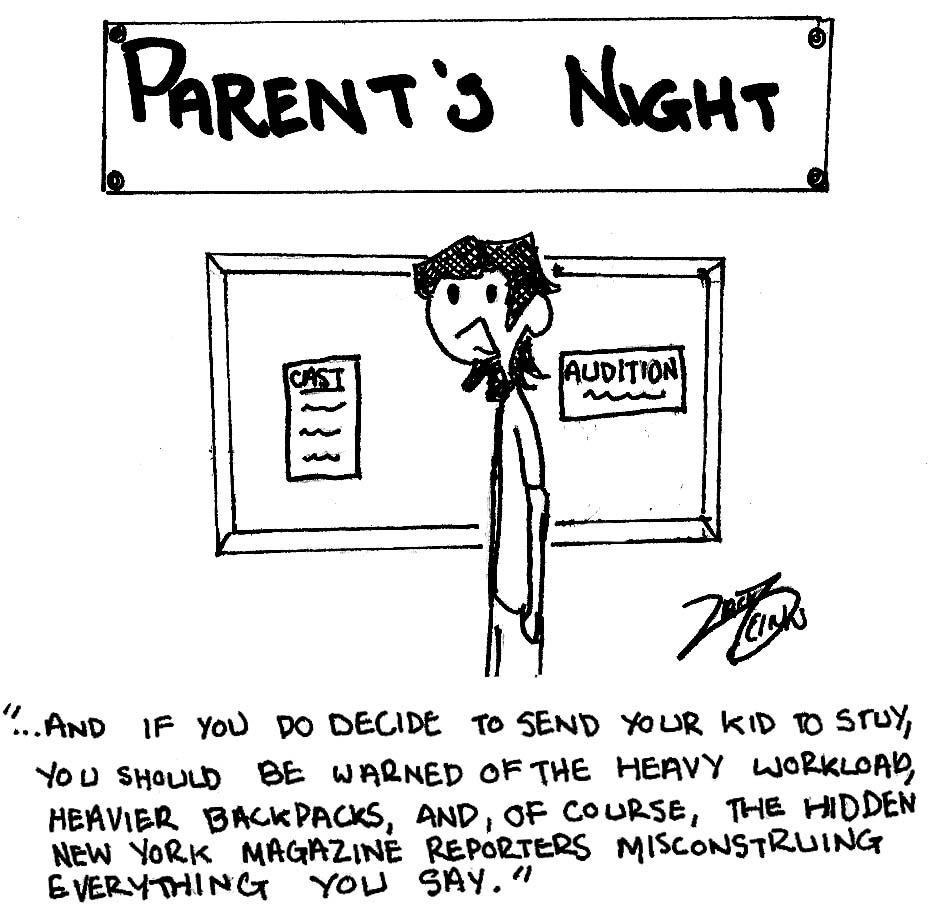 PARENT'S NIGHT
CAST
AUDITION
"...AND IF YOU DO DECIDE TO SEND YOUR KID TO STUY,
YOU SHOULD BE WARNED OF THE HEAVY WORKLOAD,
HEAVIER BACKPACKS, AND, OF COURSE, THE HIDDEN
NEW YORK MAGAZINE REPORTERS MISCONSTRUING
EVERYTHING YOU SAY."